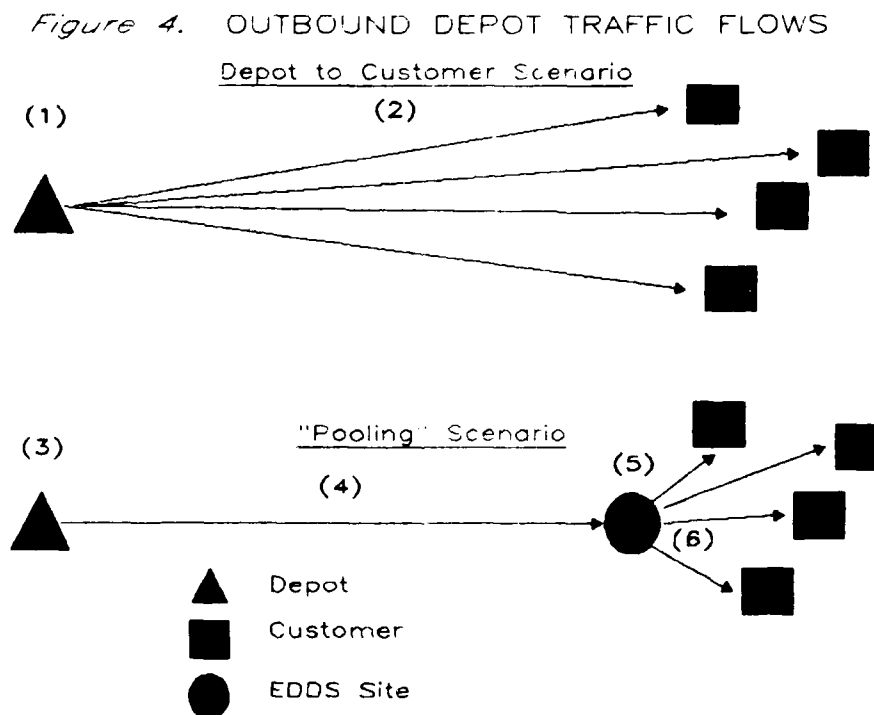 Figure 4. OUTBOUND DEPOT TRAFFIC FLOWS
Depot to Customer Scenario
(1)
(2)
"Pooling" Scenario
(3)
(4)
(5)
(6)
Depot
Customer
EDDS Site